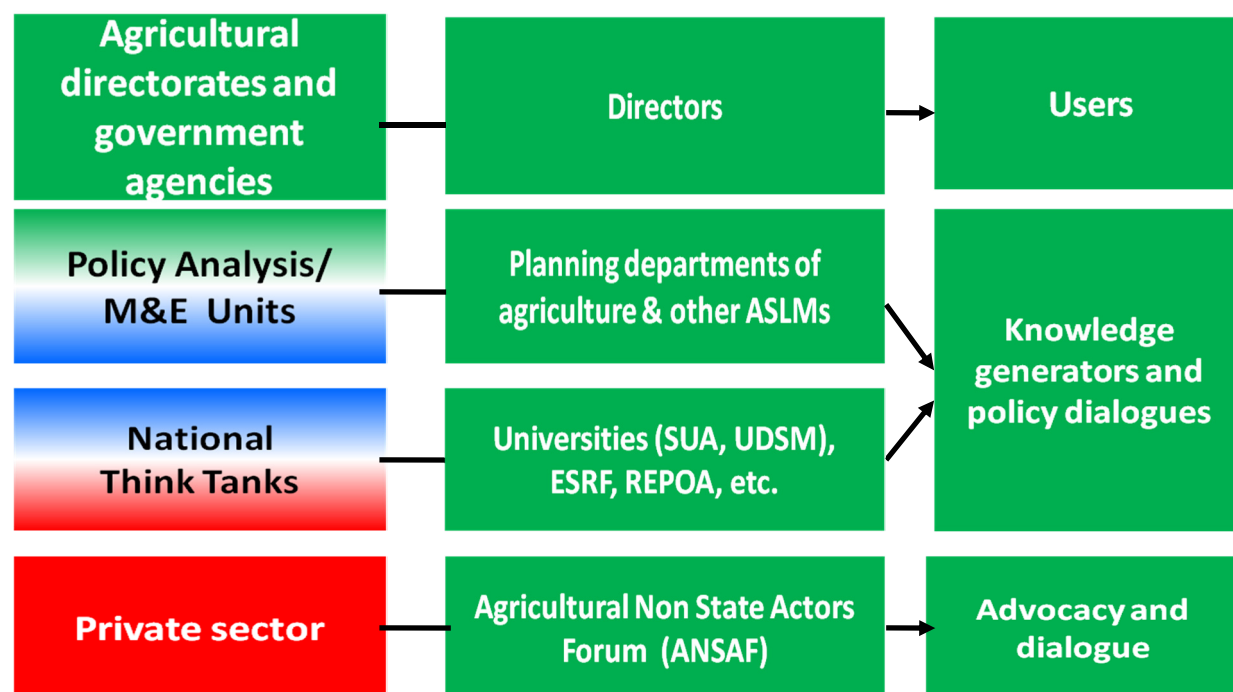 Agricultural
directorates and
government
agencies
Directors
Users
Policy Analysis/
M&E Units
Planning departments of
agriculture & other ASLMs
Knowledge
generators and
policy dialogues
National
Think Tanks
Universities (SUA, UDSM),
ESRF, REPOA, etc.
Private sector
Agricultural Non State Actors
Forum (ANSAF)
Advocacy and
dialogue